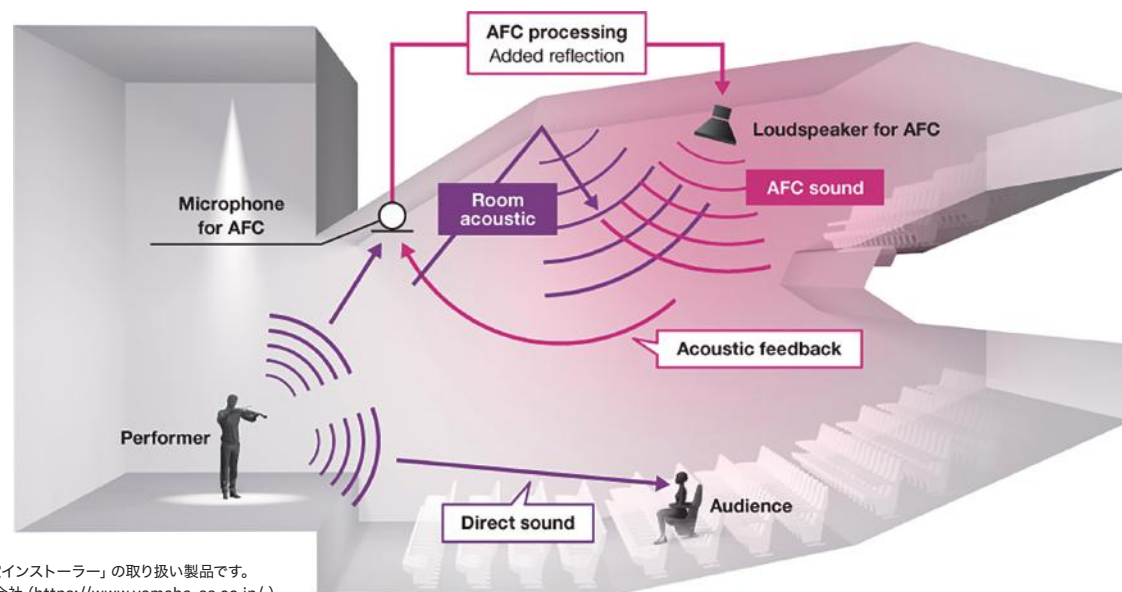 AFC processing
Added reflection
Loudspeaker for AFC
AFC sound
Room
acoustic
Microphone
for AFC
Acoustic feedback
Performer
Direct sound
Audience
インストーラー」の取り扱い製品です。